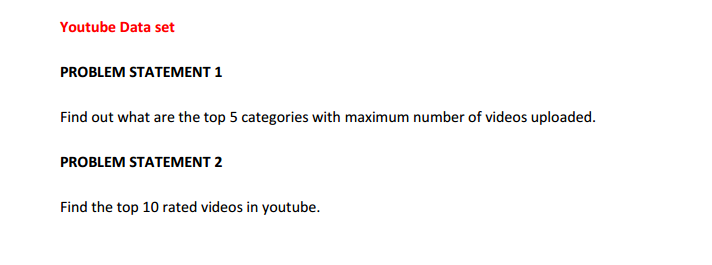 Youtube Data set
PROBLEM STATEMENT 1
Find out what are the top 5 categories with maximum number of videos uploaded.
PROBLEM STATEMENT 2
Find the top 10 rated videos in youtube.